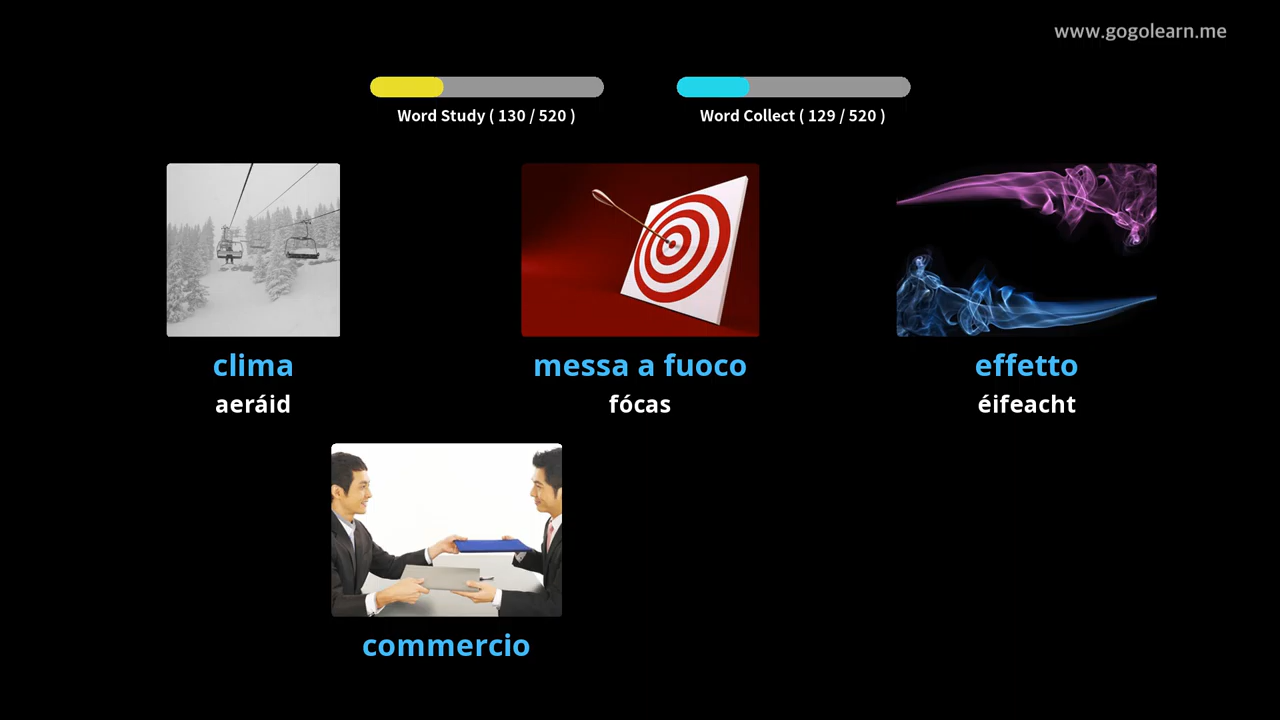 www.gogolearn.me
Word Study ( 130 / 520 )
Word Collect ( 129 / 520 )
clima
messa a fuoco
effetto
aeráid
fócas
éifeacht
commercio